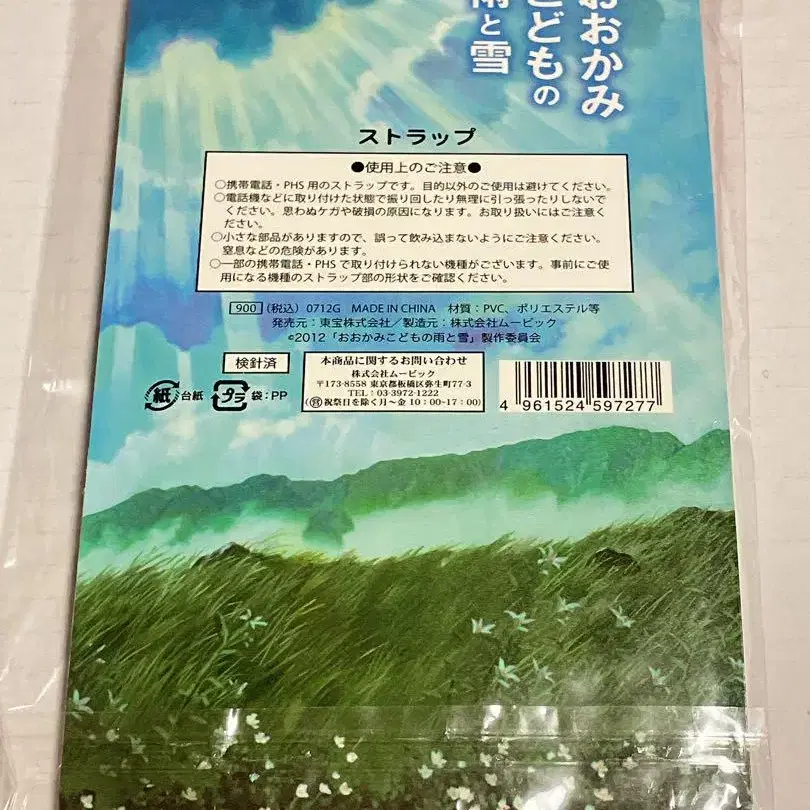 おおかみ
こどもの
雨と雪
ストラップ
●使用上のご注意●
○携帯電話・PHS用のストラップです。目的以外のご使用は避けてください。
○電話機などに取り付けた状態で振り回したり無理に引っ張ったりしないで
ください。思わぬケガや破損の原因になります。お取り扱いにはご注意く
ださい。
○小さな部品がありますので、誤って飲み込まないようにご注意ください。
窒息などの危険があります。
○一部の携帯電話・PHSで取り付けられない機種がございます。事前にご使
用になる機種のストラップ部の形状をご確認ください。
900 (税込) 0712G MADE IN CHINA 材質：PVC、ポリエステル等
発売元：東宝株式会社／製造元：株式会社ムービック
©2012「おおかみこどもの雨と雪」製作委員会
検針済
紙 台紙 プラ 袋：PP
本商品に関するお問い合わせ
株式会社ムービック
〒173-8558 東京都板橋区弥生町77-3
TEL：03-3972-1222
(営 祝祭日を除く月〜金 10：00〜17：00)
4 961524 597277